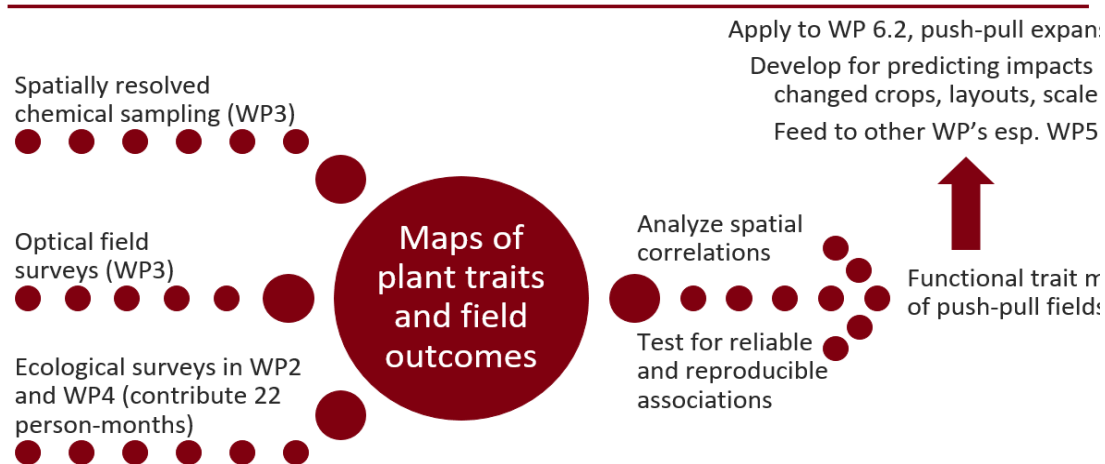 Apply to WP 6.2, push-pull
Develop for predicting impacts
changed crops, layouts, scale
Feed to other WP's esp. WP5
Spatially resolved
chemical sampling (WP3)
Optical field
surveys (WP3)
Ecological surveys in WP2
and WP4 (contribute 22
person-months)
Maps of
plant traits
and field
outcomes
Analyze spatial
correlations
Test for reliable
and reproducible
associations
Functional trait
of push-pull fields